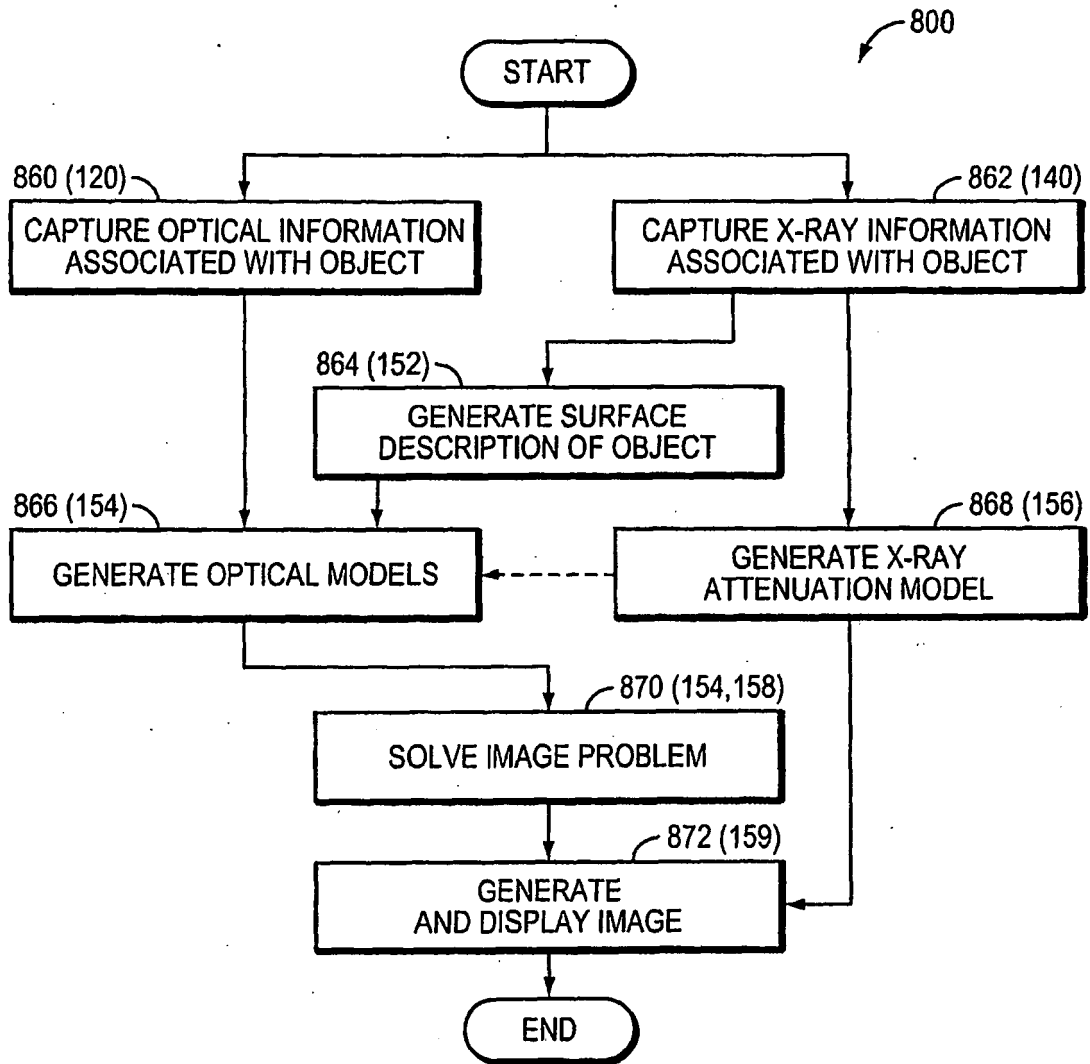 800
START
860 (120)
CAPTURE OPTICAL INFORMATION
ASSOCIATED WITH OBJECT
862 (140)
CAPTURE X-RAY INFORMATION
ASSOCIATED WITH OBJECT
864 (152)
GENERATE SURFACE
DESCRIPTION OF OBJECT
866 (154)
GENERATE OPTICAL MODELS
868 (156)
GENERATE X-RAY
ATTENUATION MODEL
870 (154,158)
SOLVE IMAGE PROBLEM
872 (159)
GENERATE
AND DISPLAY IMAGE
END